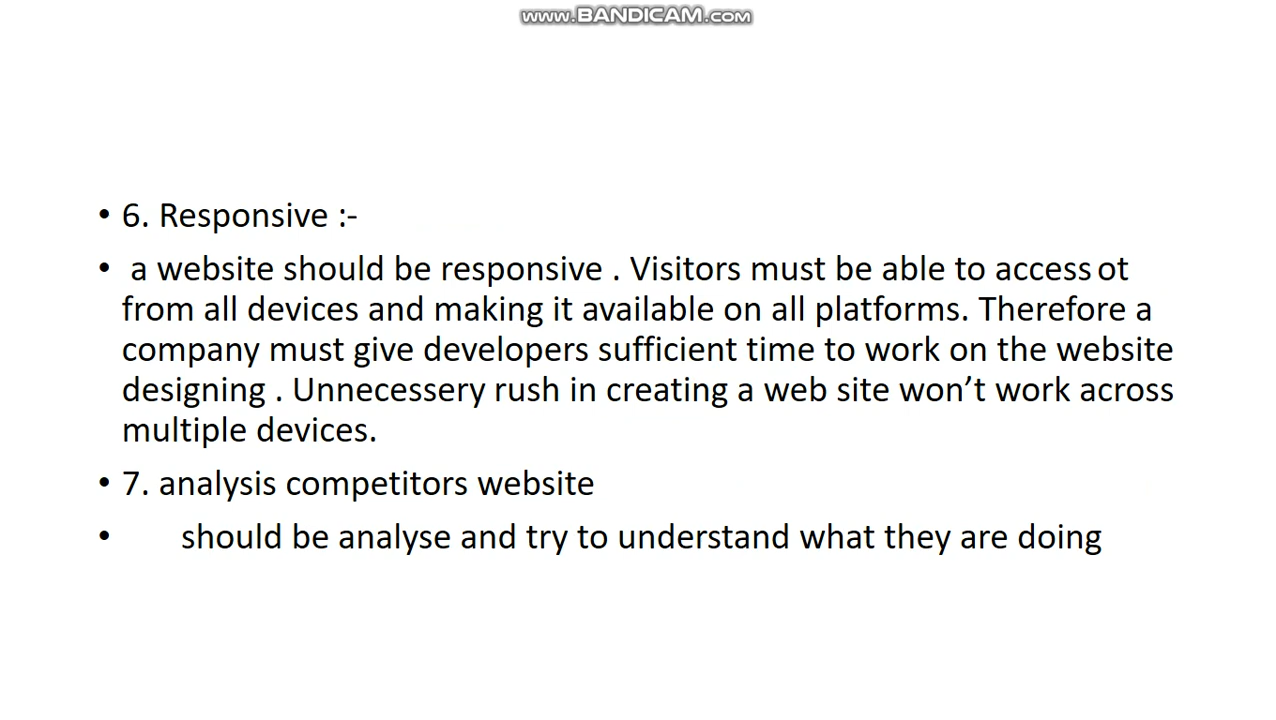 www.BANDICAM.com
• 6. Responsive :-
• a website should be responsive . Visitors must be able to access ot
from all devices and making it available on all platforms. Therefore a
company must give developers sufficient time to work on the website
designing . Unnecessery rush in creating a web site won’t work across
multiple devices.
• 7. analysis competitors website
• should be analyse and try to understand what they are doing